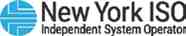 New York ISO
Independent System Operator